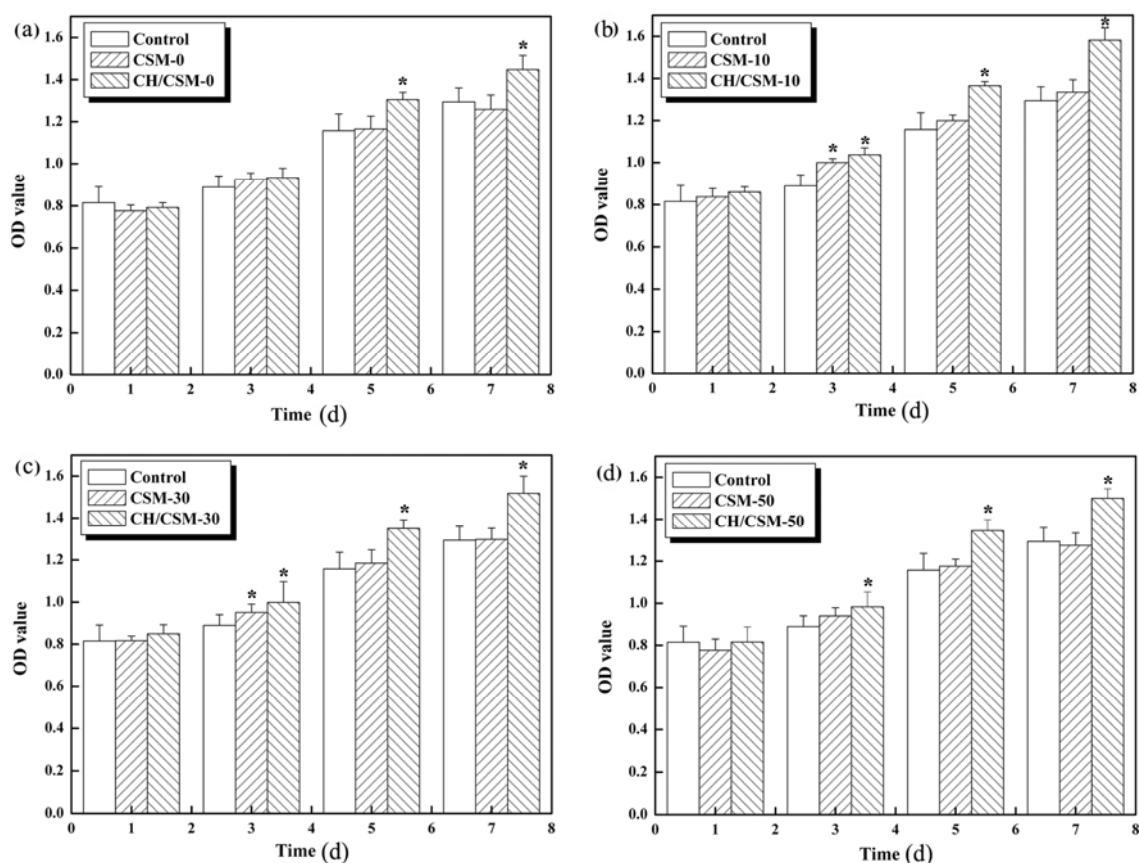 (a)
Control
CSM-0
CH/CSM-0
*
*
OD value
1.6
1.4
1.2
1.0
0.8
0.6
0.4
0.2
0.0
0 1 2 3 4 5 6 7 8
Time (d)
(b)
Control
CSM-10
CH/CSM-10
* * * *
OD value
1.6
1.4
1.2
1.0
0.8
0.6
0.4
0.2
0.0
0 1 2 3 4 5 6 7 8
Time (d)
(c)
Control
CSM-30
CH/CSM-30
* * * *
OD value
1.6
1.4
1.2
1.0
0.8
0.6
0.4
0.2
0.0
0 1 2 3 4 5 6 7 8
Time (d)
(d)
Control
CSM-50
CH/CSM-50
* * *
OD value
1.6
1.4
1.2
1.0
0.8
0.6
0.4
0.2
0.0
0 1 2 3 4 5 6 7 8
Time (d)